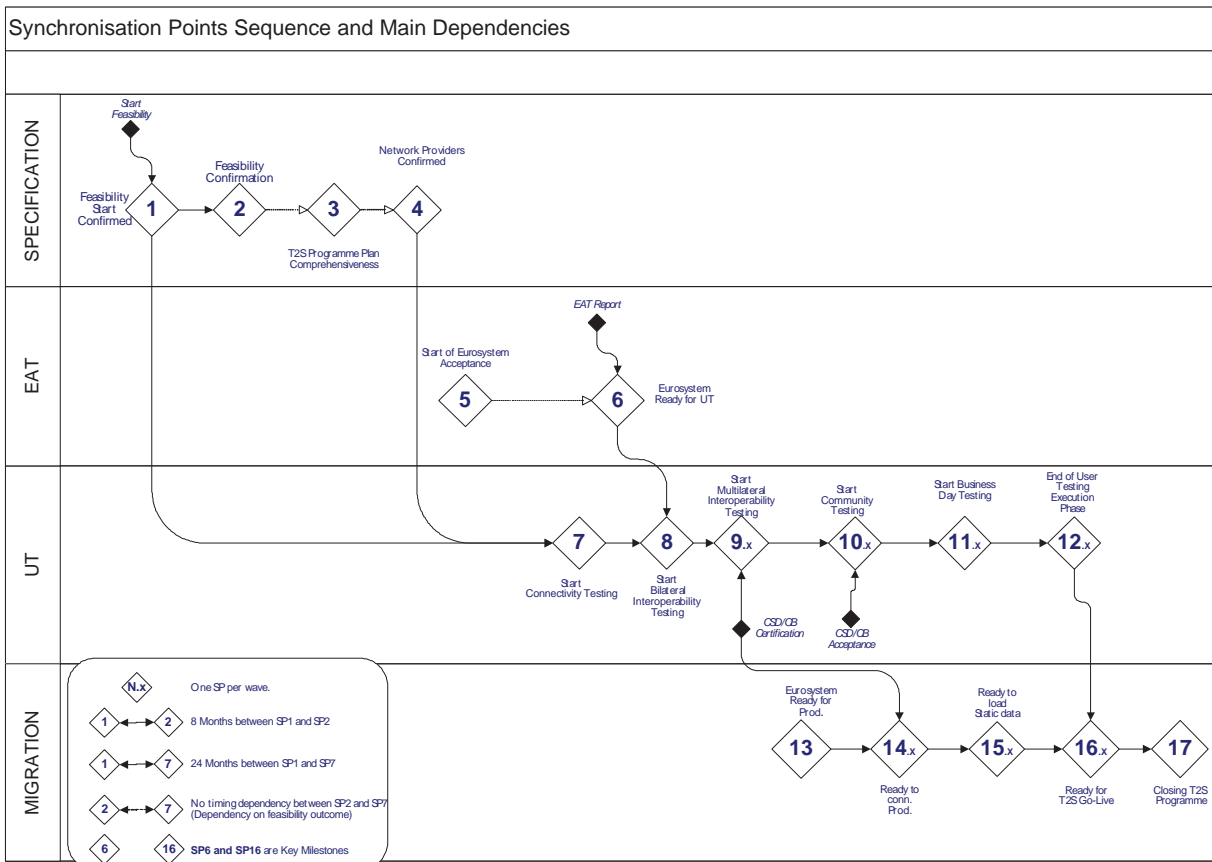 Synchronisation Points Sequence and Main Dependencies
SPECIFICATION
Start
Feasibility
Feasibility
Start
Confirmed
1
Feasibility
Confirmation
2
3
T2S Programme Plan
Comprehensiveness
Network Providers
Confirmed
4
EAT
Start of Eurosystem
Acceptance
5
EAT Report
6
Eurosystem
Ready for UT
UT
7
Start
Connectivity Testing
8
Start
Bilateral
Interoperability
Testing
Start
Multilateral
Interoperability
Testing
9.x
CSD/CB
Certification
Start
Community
Testing
10.x
CSD/CB
Acceptance
Start Business
Day Testing
11.x
End of User
Testing
Execution
Phase
12.x
MIGRATION
Eurosystem
Ready for
Prod.
13
14.x
Ready to
conn.
Prod.
Ready to
load
Static data
15.x
16.x
Ready for
T2S Go-Live
17
Closing T2S
Programme
N.x One SP per wave.
1 2 8 Months between SP1 and SP2
1 7 24 Months between SP1 and SP7
2 7 No timing dependency between SP2 and SP7
(Dependency on feasibility outcome)
6 16 SP6 and SP16 are Key Milestones